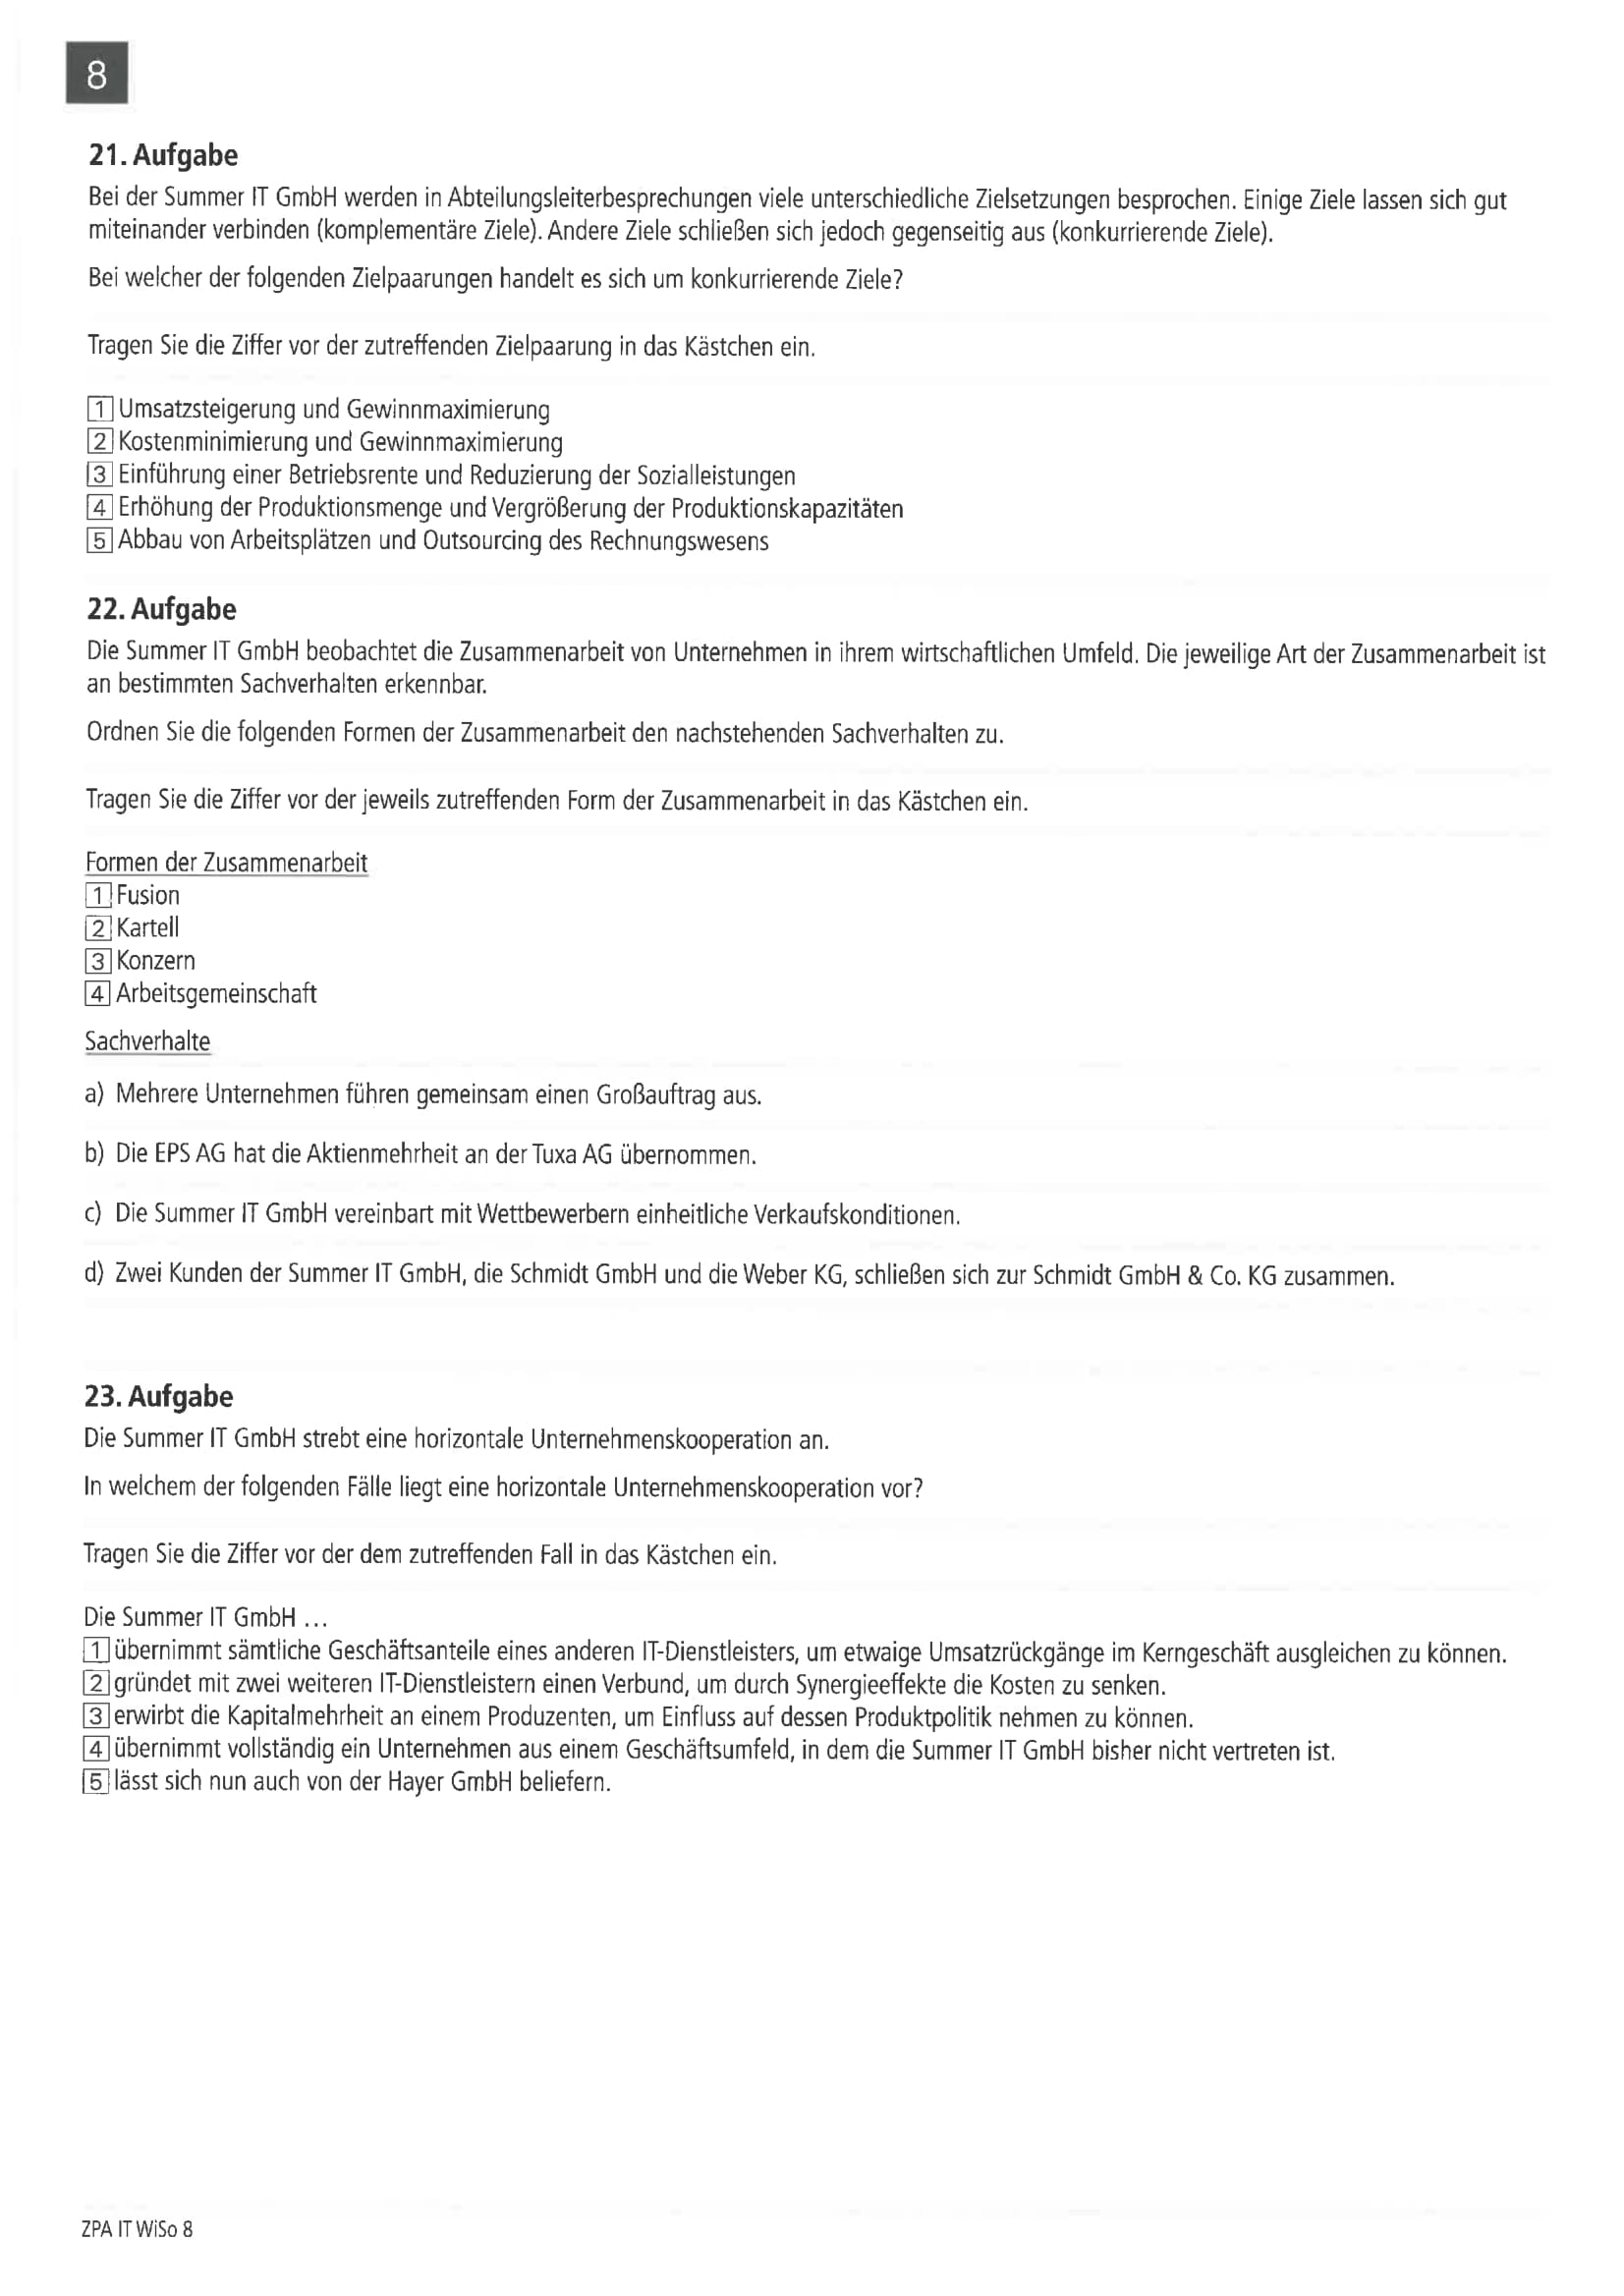 8
21. Aufgabe
Bei der Summer IT GmbH werden in Abteilungsleiterbesprechungen viele unterschiedliche Zielsetzungen besprochen. Einige Ziele lassen sich gut
miteinander verbinden (komplementäre Ziele). Andere Ziele schließen sich jedoch gegenseitig aus (konkurrierende Ziele).
Bei welcher der folgenden Zielpaarungen handelt es sich um konkurrierende Ziele?
Tragen Sie die Ziffer vor der zutreffenden Zielpaarung in das Kästchen ein.
1 Umsatzsteigerung und Gewinnmaximierung
2 Kostenminimierung und Gewinnmaximierung
3 Einführung einer Betriebsrente und Reduzierung der Sozialleistungen
4 Erhöhung der Produktionsmenge und Vergrößerung der Produktionskapazitäten
5 Abbau von Arbeitsplätzen und Outsourcing des Rechnungswesens
22. Aufgabe
Die Summer IT GmbH beobachtet die Zusammenarbeit von Unternehmen in ihrem wirtschaftlichen Umfeld. Die jeweilige Art der Zusammenarbeit ist
an bestimmten Sachverhalten erkennbar.
Ordnen Sie die folgenden Formen der Zusammenarbeit den nachstehenden Sachverhalten zu.
Tragen Sie die Ziffer vor der jeweils zutreffenden Form der Zusammenarbeit in das Kästchen ein.
Formen der Zusammenarbeit
1 Fusion
2 Kartell
3 Konzern
4 Arbeitsgemeinschaft
Sachverhalte
a) Mehrere Unternehmen führen gemeinsam einen Großauftrag aus.
b) Die EPS AG hat die Aktienmehrheit an der Tuxa AG übernommen.
c) Die Summer IT GmbH vereinbart mit Wettbewerbern einheitliche Verkaufskonditionen.
d) Zwei Kunden der Summer IT GmbH, die Schmidt GmbH und die Weber KG, schließen sich zur Schmidt GmbH & Co. KG zusammen.
23. Aufgabe
Die Summer IT GmbH strebt eine horizontale Unternehmenskooperation an.
In welchem der folgenden Fälle liegt eine horizontale Unternehmenskooperation vor?
Tragen Sie die Ziffer vor der dem zutreffenden Fall in das Kästchen ein.
Die Summer IT GmbH ...
1 übernimmt sämtliche Geschäftsanteile eines anderen IT-Dienstleisters, um etwaige Umsatzrückgänge im Kerngeschäft ausgleichen zu können.
2 gründet mit zwei weiteren IT-Dienstleistern einen Verbund, um durch Synergieeffekte die Kosten zu senken.
3 erwirbt die Kapitalmehrheit an einem Produzenten, um Einfluss auf dessen Produktpolitik nehmen zu können.
4 übernimmt vollständig ein Unternehmen aus einem Geschäftsumfeld, in dem die Summer IT GmbH bisher nicht vertreten ist.
5 lässt sich nun auch von der Hayer GmbH beliefern.
ZPA IT WiSo 8